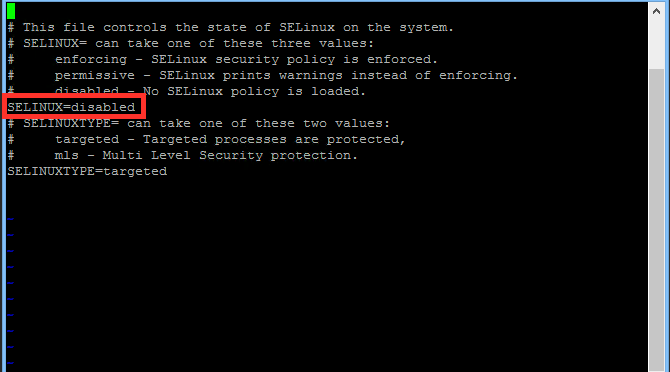 # This file controls the state of SELinux on the system.
# SELINUX= can take one of these three values:
#     enforcing - SELinux security policy is enforced.
#     permissive - SELinux prints warnings instead of enforcing.
#     disabled - No SELinux policy is loaded.
SELINUX=disabled
# SELINUXTYPE= can take one of these two values:
#     targeted - Targeted processes are protected,
#     mls - Multi Level Security protection.
SELINUXTYPE=targeted
~
~
~
~
~
~
~
~
~
~